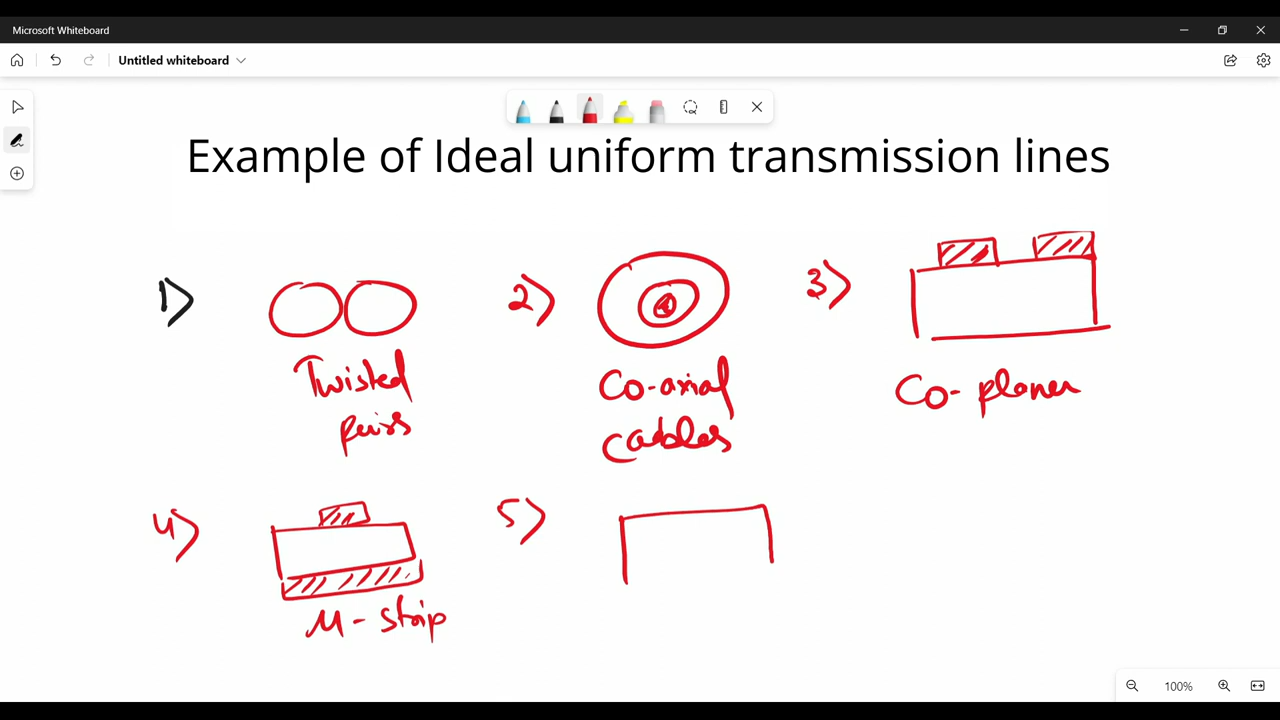 Microsoft Whiteboard
Untitled whiteboard
Example of Ideal uniform transmission lines
1)
2)
3)
Twisted
pairs
Co-axial
cables
Co-planer
4)
5)
M-strip
100%